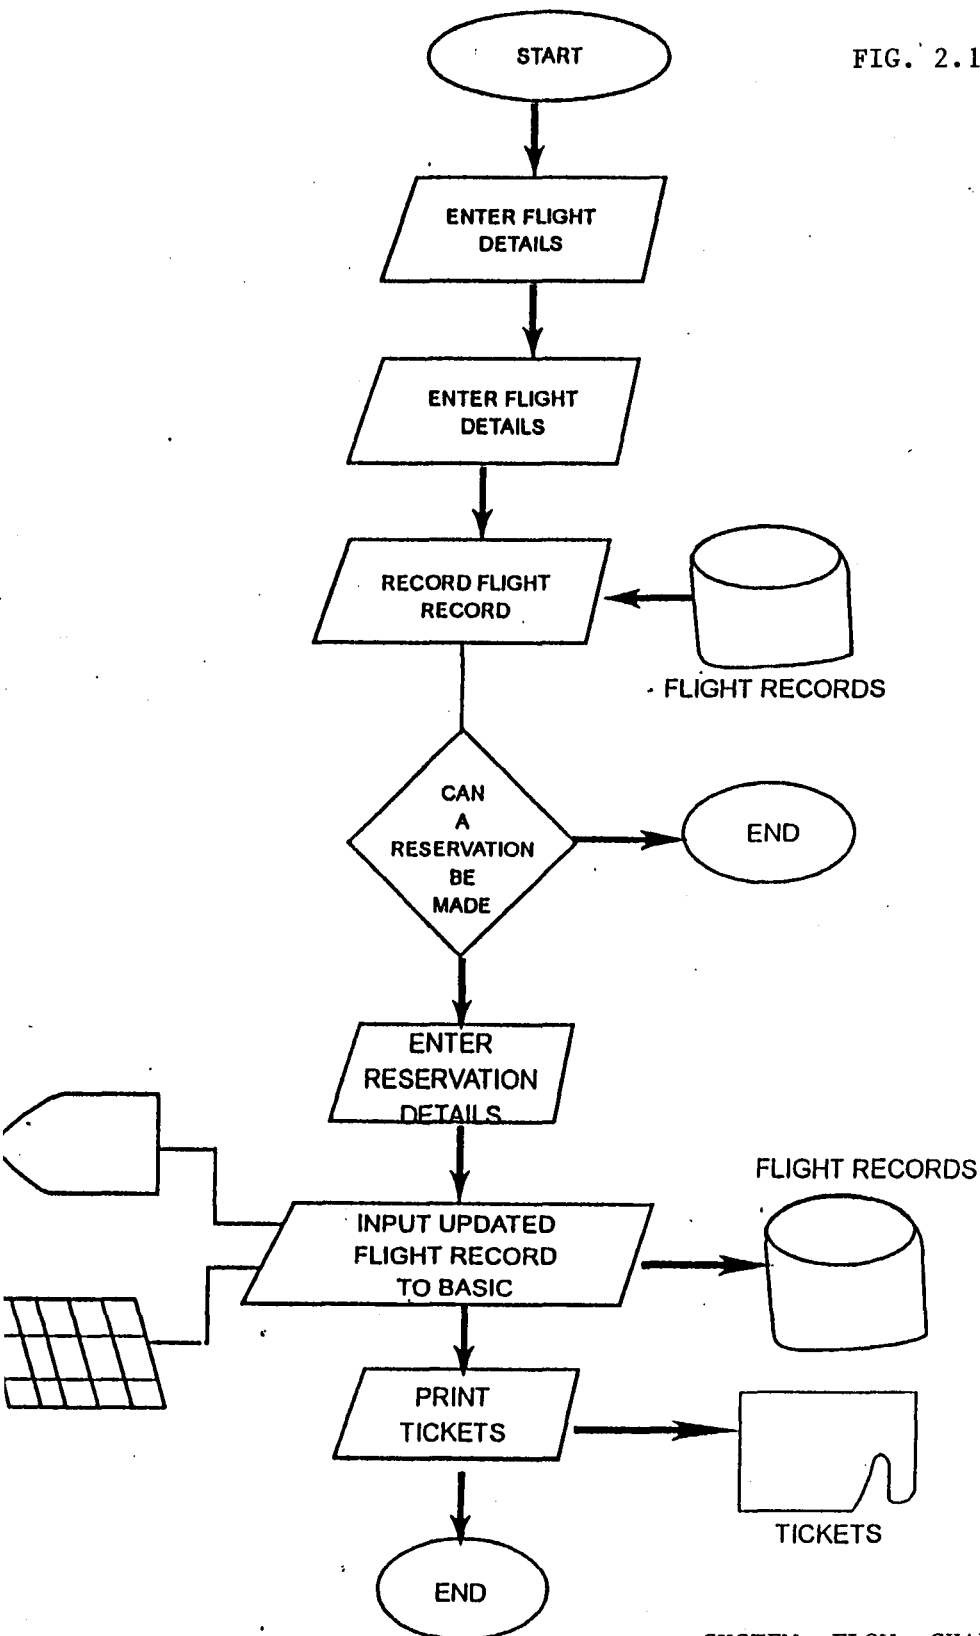 START
FIG. 2.1
ENTER FLIGHT
DETAILS
ENTER FLIGHT
DETAILS
RECORD FLIGHT
RECORD
FLIGHT RECORDS
CAN
A
RESERVATION
BE
MADE
END
ENTER
RESERVATION
DETAILS
FLIGHT RECORDS
INPUT UPDATED
FLIGHT RECORD
TO BASIC
PRINT
TICKETS
TICKETS
END